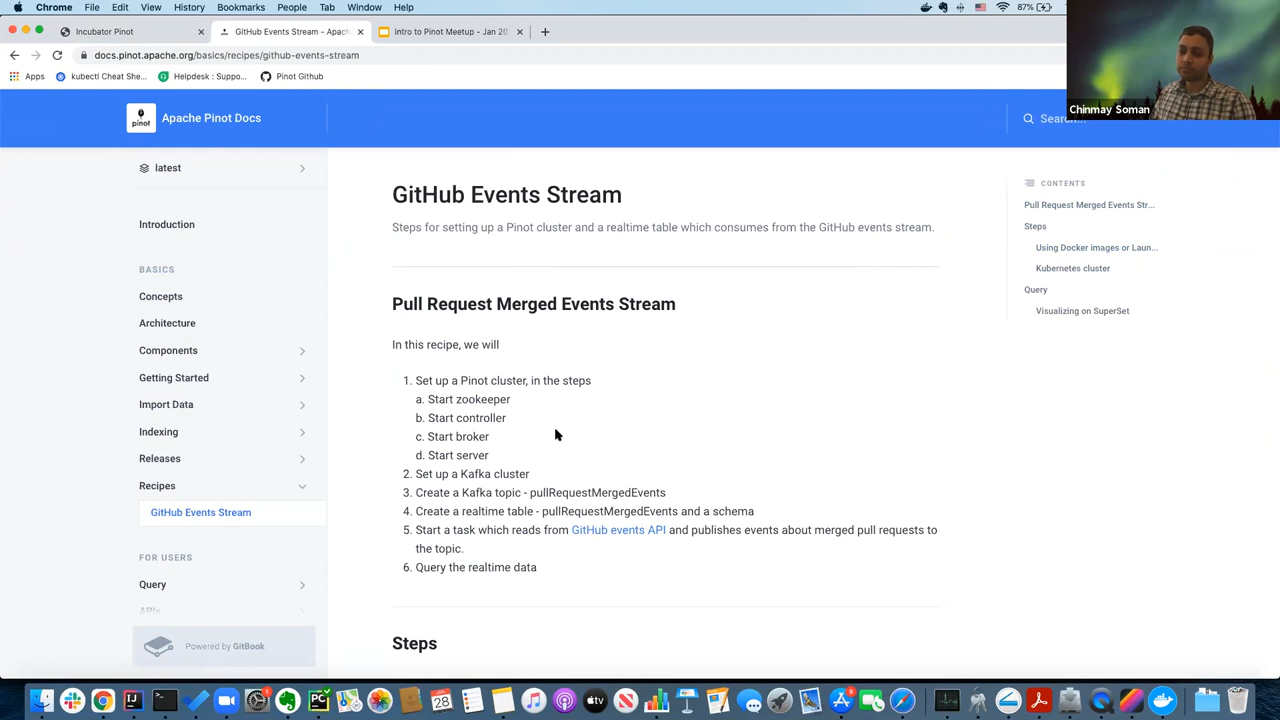 Chrome File Edit View History Bookmarks People Tab Window Help
87%
Incubator Pinot
GitHub Events Stream - Apac
Intro to Pinot Meetup - Jan 20
docs.pinot.apache.org/basics/recipes/github-events-stream
Apps
kubectl Cheat She...
Helpdesk : Suppo...
Pinot Github
Chinmay Soman
pinot
Apache Pinot Docs
Search...
latest
Introduction
BASICS
Concepts
Architecture
Components
Getting Started
Import Data
Indexing
Releases
Recipes
GitHub Events Stream
FOR USERS
Query
APIs
Powered by GitBook
GitHub Events Stream
Steps for setting up a Pinot cluster and a realtime table which consumes from the GitHub events stream.
Pull Request Merged Events Stream
In this recipe, we will
1. Set up a Pinot cluster, in the steps
a. Start zookeeper
b. Start controller
c. Start broker
d. Start server
2. Set up a Kafka cluster
3. Create a Kafka topic - pullRequestMergedEvents
4. Create a realtime table - pullRequestMergedEvents and a schema
5. Start a task which reads from GitHub events API and publishes events about merged pull requests to
the topic.
6. Query the realtime data
Steps
CONTENTS
Pull Request Merged Events Str...
Steps
Using Docker images or Laun...
Kubernetes cluster
Query
Visualizing on SuperSet